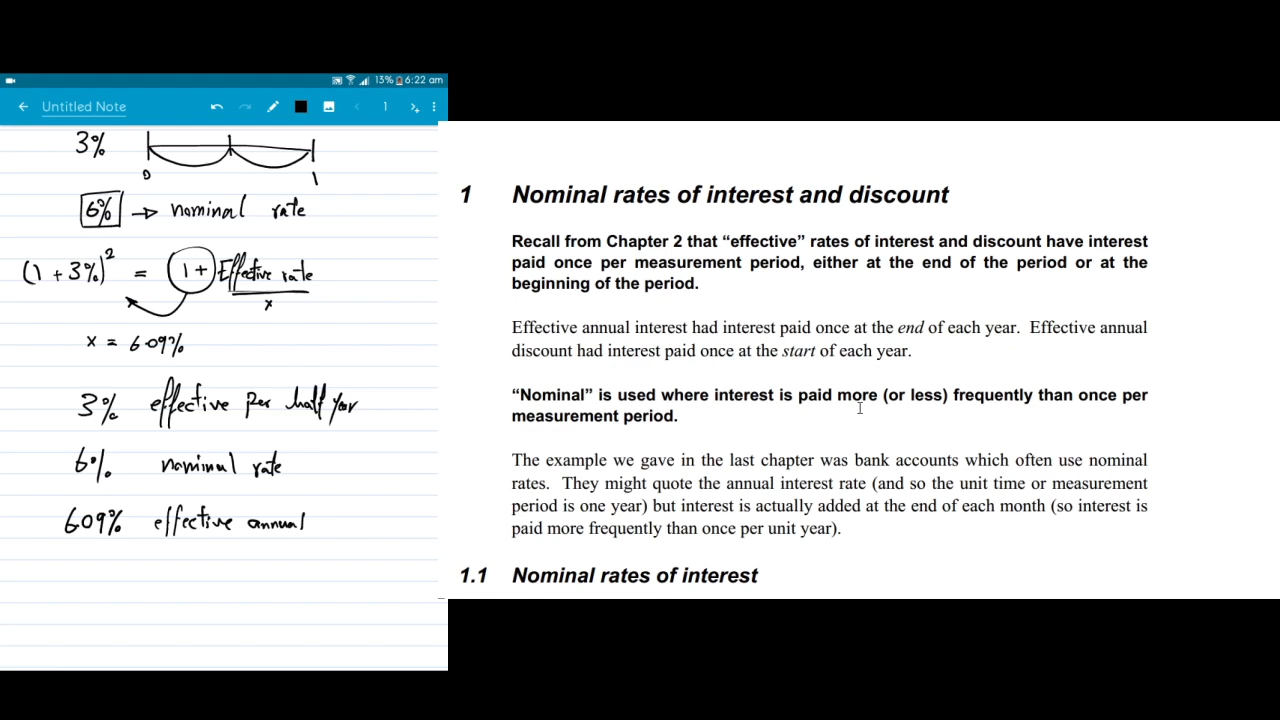 13% 6:22 am
Untitled Note
1
3%
0 1
6% → nominal rate
(1 + 3%)² = 1 + Effective rate
x
x = 6.09%
3% effective per half year
6% nominal rate
6.09% effective annual
1 Nominal rates of interest and discount
Recall from Chapter 2 that “effective” rates of interest and discount have interest
paid once per measurement period, either at the end of the period or at the
beginning of the period.
Effective annual interest had interest paid once at the end of each year. Effective annual
discount had interest paid once at the start of each year.
“Nominal” is used where interest is paid more (or less) frequently than once per
measurement period.
The example we gave in the last chapter was bank accounts which often use nominal
rates. They might quote the annual interest rate (and so the unit time or measurement
period is one year) but interest is actually added at the end of each month (so interest is
paid more frequently than once per unit year).
1.1 Nominal rates of interest